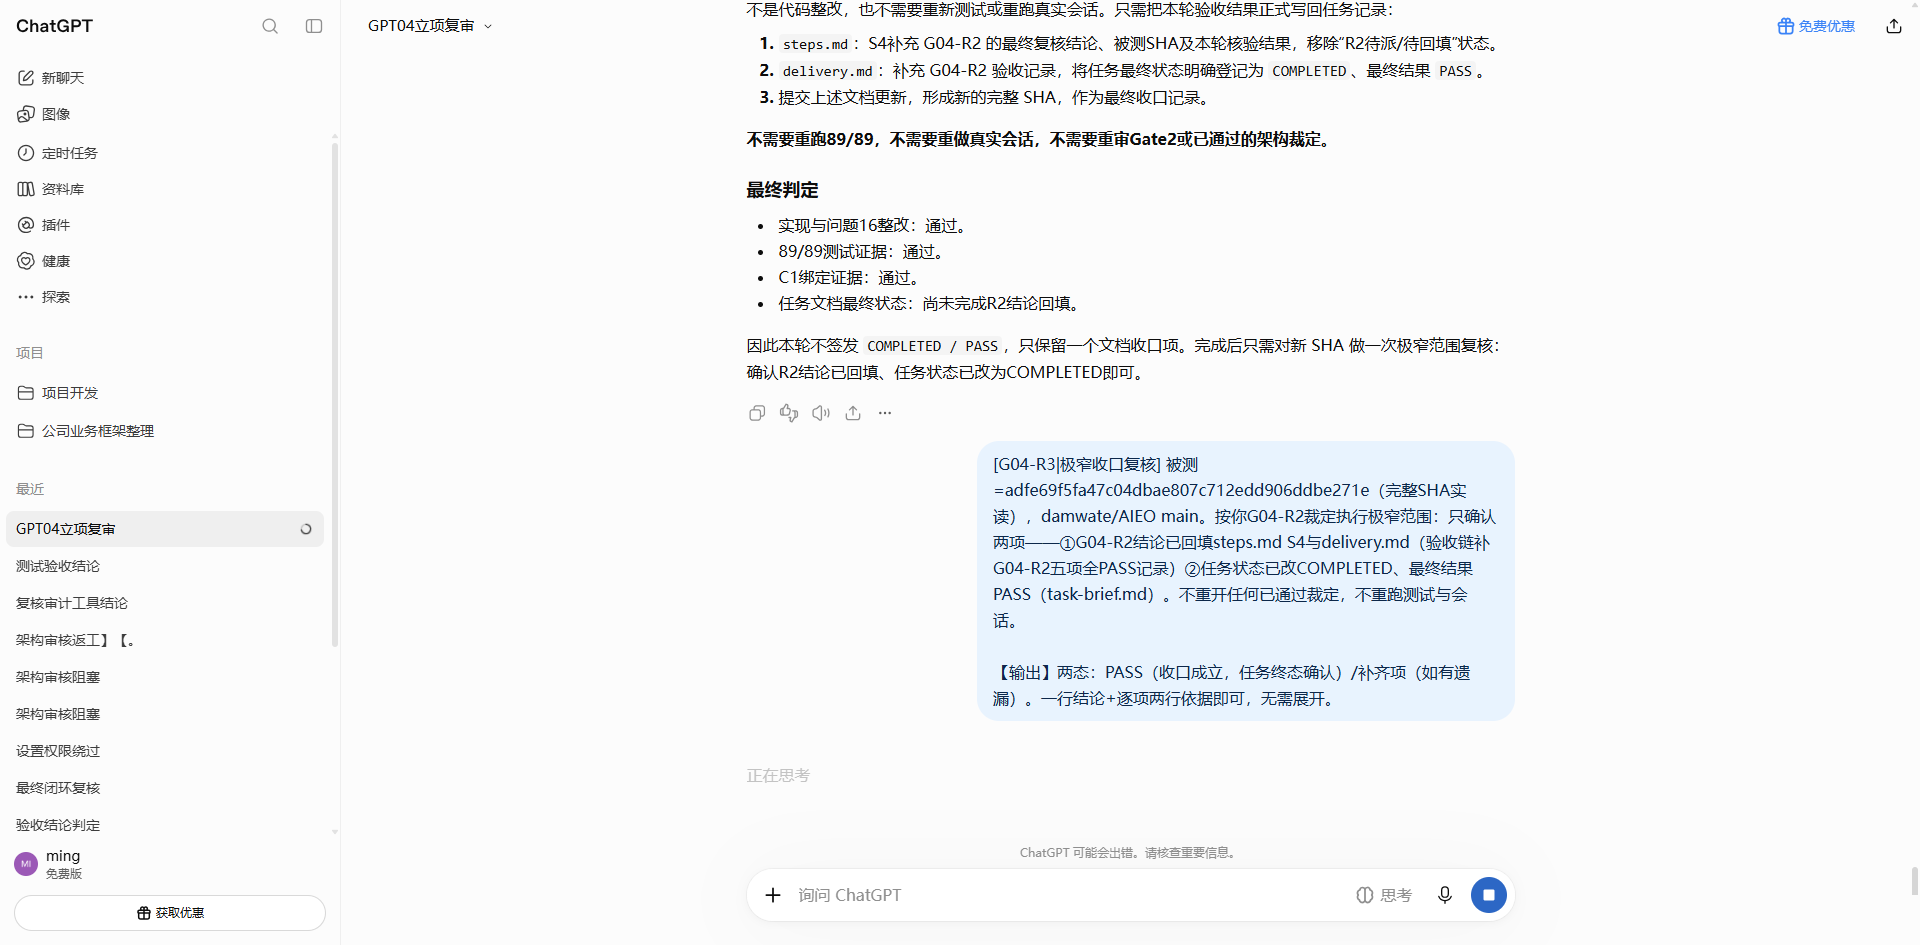 ChatGPT
新聊天
图像
定时任务
资料库
插件
健康
探索
项目
项目开发
公司业务框架整理
最近
GPT04立项复审
测试验收结论
复核审计工具结论
架构审核返工】【。
架构审核阻塞
架构审核阻塞
设置权限绕过
最终闭环复核
验收结论判定
MI
ming
免费版
获取优惠
GPT04立项复审
免费优惠
不是代码整改，也不需要重新测试或重跑真实会话。只需把本轮验收结果正式写回任务记录：
1. steps.md：S4补充 G04-R2 的最终复核结论、被测SHA及本轮核验结果，移除“R2待派/待回填”状态。
2. delivery.md：补充 G04-R2 验收记录，将任务最终状态明确登记为 COMPLETED、最终结果 PASS。
3. 提交上述文档更新，形成新的完整 SHA，作为最终收口记录。
不需要重跑89/89，不需要重做真实会话，不需要重审Gate2或已通过的架构裁定。
最终判定
• 实现与问题16整改：通过。
• 89/89测试证据：通过。
• C1绑定证据：通过。
• 任务文档最终状态：尚未完成R2结论回填。
因此本轮不签发 COMPLETED / PASS，只保留一个文档收口项。完成后只需对新 SHA 做一次极窄范围复核：
确认R2结论已回填、任务状态已改为COMPLETED即可。
[G04-R3|极窄收口复核] 被测
=adfe69f5fa47c04dbae807c712edd906ddbe271e（完整SHA实
读），damwate/AIEO main。按你G04-R2裁定执行极窄范围：只确认
两项——①G04-R2结论已回填steps.md S4与delivery.md（验收链补
G04-R2五项全PASS记录）②任务状态已改COMPLETED、最终结果
PASS（task-brief.md）。不重开任何已通过裁定，不重跑测试与会
话。
【输出】两态：PASS（收口成立，任务终态确认）/补齐项（如有遗
漏）。一行结论+逐项两行依据即可，无需展开。
正在思考
ChatGPT 可能会出错。请核查重要信息。
询问 ChatGPT
思考